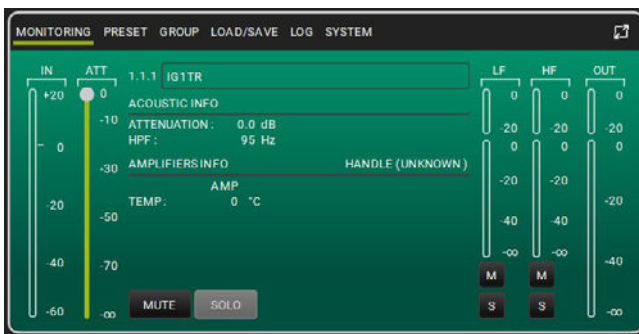 MONITORING PRESET GROUP LOAD/SAVE LOG SYSTEM
IN ATT LF HF OUT
1.1.1 IG1TR
+20 0 0 0 0
ACOUSTIC INFO
-10 ATTENUATION: 0.0 dB -20 -20
HPF: 95 Hz
0 0 0
-30 AMPLIFIERS INFO HANDLE (UNKNOWN)
AMP -20 -20
-20 TEMP: 0 °C -20
-50 -40 -40
-∞ -∞
-40 -70 -40
M M
-60 -∞ MUTE SOLO S S -∞